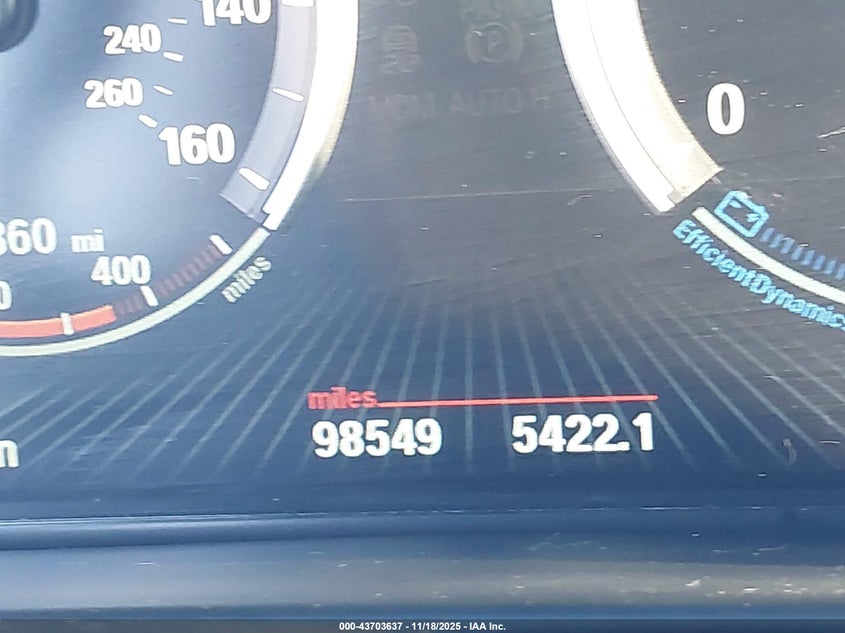 140
240
260
160
0
360 mi
400
miles
EfficientDynamics
miles
98549 5422.1
000-43703637 - 11/18/2025 - IAA Inc.